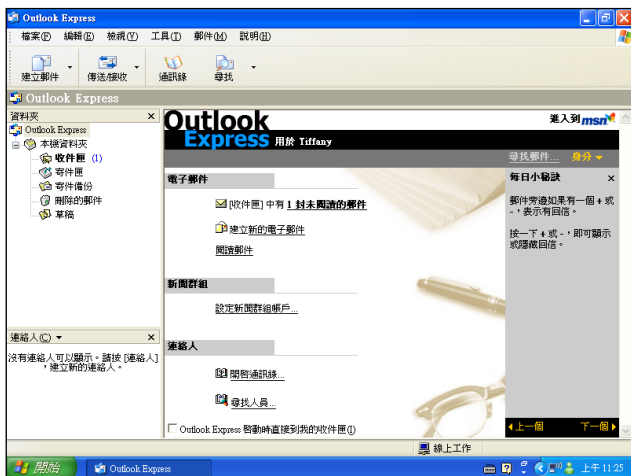 Outlook Express
檔案(F) 編輯(E) 檢視(V) 工具(T) 郵件(M) 說明(H)
建立郵件 傳送/接收 通訊錄 尋找
Outlook Express
資料夾 ×
Outlook Express
本機資料夾
收件匣 (1)
寄件匣
寄件備份
刪除的郵件
草稿
連絡人(C) ×
沒有連絡人可以顯示。請按 [連絡人]
，建立新的連絡人。
Outlook
Express 用於 Tiffany
進入到 msn
尋找郵件... 身分
電子郵件
[收件匣] 中有 1 封未閱讀的郵件
建立新的電子郵件
閱讀郵件
新聞群組
設定新聞群組帳戶...
連絡人
開啓通訊錄...
尋找人員...
Outlook Express 啓動時直接到我的收件匣(I)
每日小秘訣 ×
郵件旁邊如果有一個 + 或
-，表示有回信。
按一下 + 或 -，即可顯示
或隱藏回信。
上一個 下一個
線上工作
開始 Outlook Express 上午 11:25